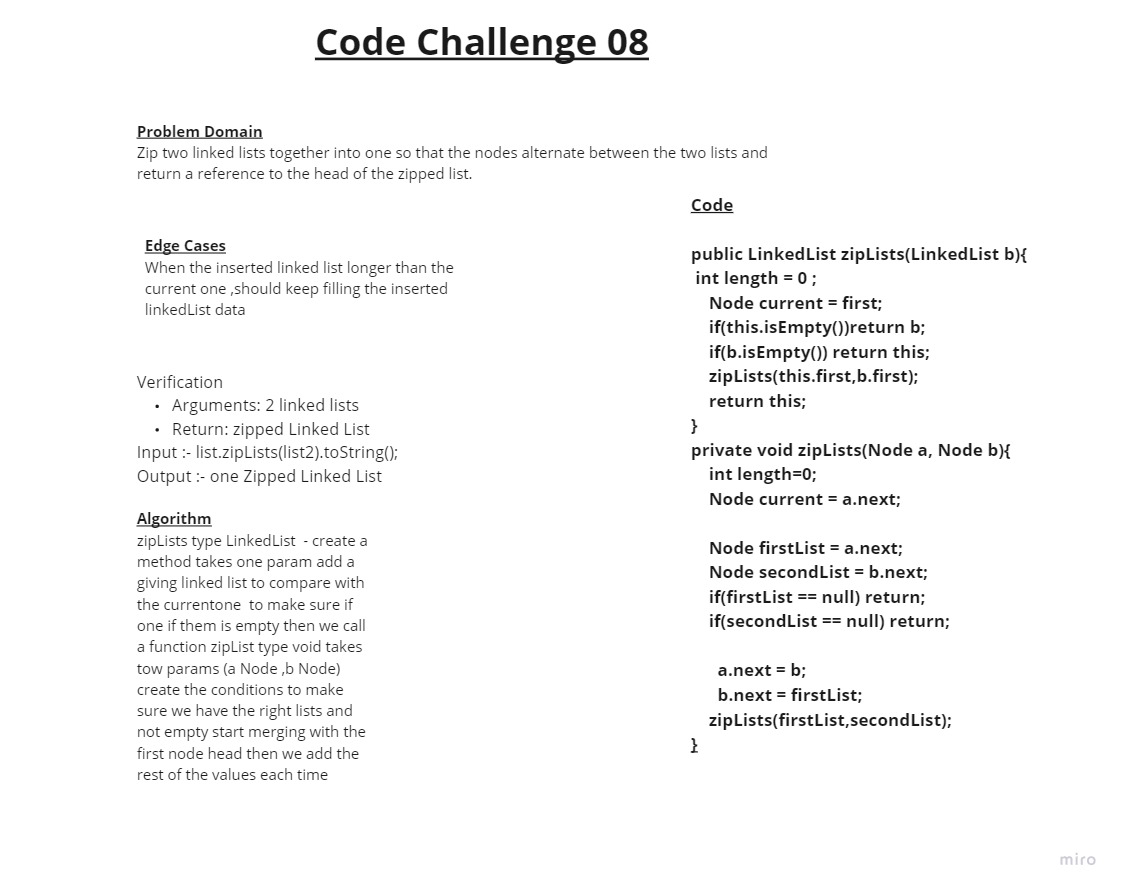 Code Challenge 08
Problem Domain
Zip two linked lists together into one so that the nodes alternate between the two lists and
return a reference to the head of the zipped list.
Edge Cases
When the inserted linked list longer than the
current one ,should keep filling the inserted
linkedList data
Verification
• Arguments: 2 linked lists
• Return: zipped Linked List
Input :- list.zipLists(list2).toString();
Output :- one Zipped Linked List
Algorithm
zipLists type LinkedList  - create a
method takes one param add a
giving linked list to compare with
the currentone  to make sure if
one if them is empty then we call
a function zipList type void takes
tow params (a Node ,b Node)
create the conditions to make
sure we have the right lists and
not empty start merging with the
first node head then we add the
rest of the values each time
Code
public LinkedList zipLists(LinkedList b){
int length = 0 ;
Node current = first;
if(this.isEmpty())return b;
if(b.isEmpty()) return this;
zipLists(this.first,b.first);
return this;
}
private void zipLists(Node a, Node b){
int length=0;
Node current = a.next;
Node firstList = a.next;
Node secondList = b.next;
if(firstList == null) return;
if(secondList == null) return;
a.next = b;
b.next = firstList;
zipLists(firstList,secondList);
}
miro